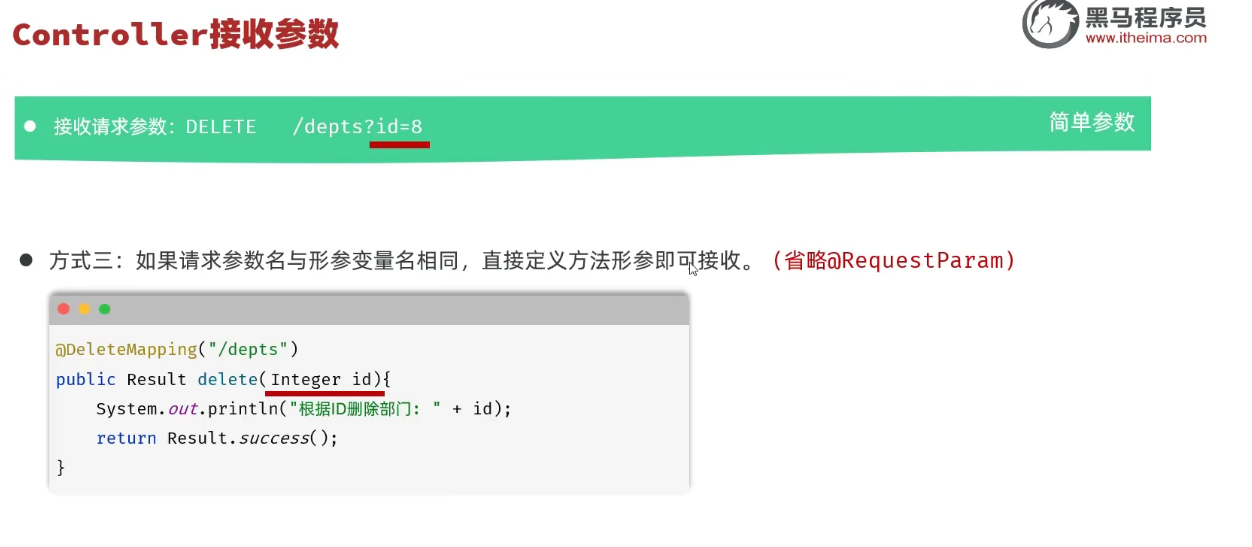 Controller接收参数
黑马程序员
www.itheima.com
接收请求参数：DELETE /depts?id=8
简单参数
方式三：如果请求参数名与形参变量名相同，直接定义方法形参即可接收。（省略@RequestParam）
@DeleteMapping("/depts")
public Result delete(Integer id){
    System.out.println("根据ID删除部门: " + id);
    return Result.success();
}